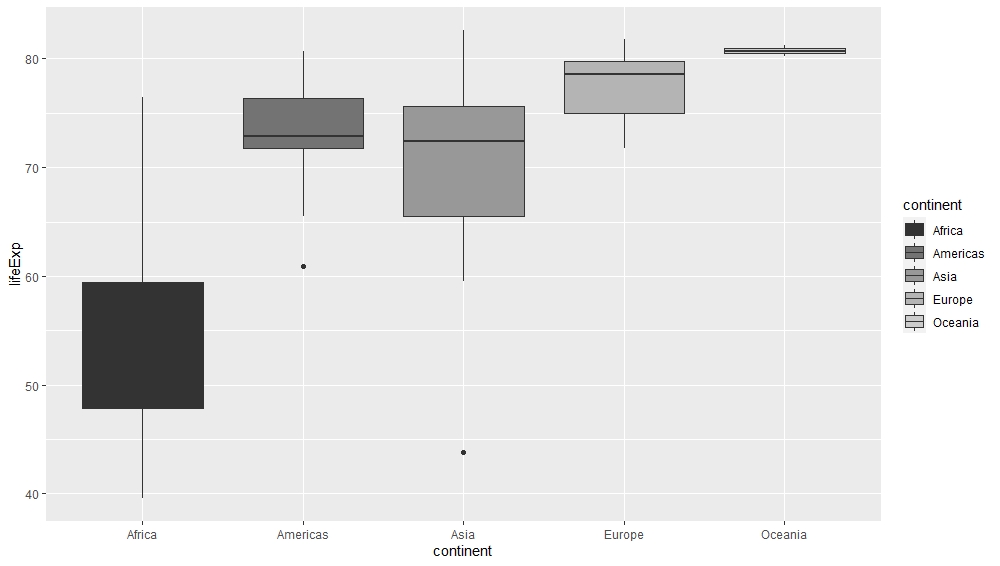 80
70
60
50
40
lifeExp
Africa
Americas
Asia
Europe
Oceania
continent
continent
Africa
Americas
Asia
Europe
Oceania